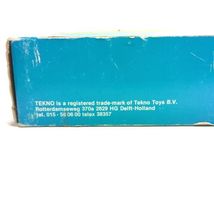 TEKNO is a registered trade-mark of Tekno Toys B.V.
Rotterdamseweg 370a 2629 HG Delft-Holland
Tel. 015 - 56 06 00 telex 38357